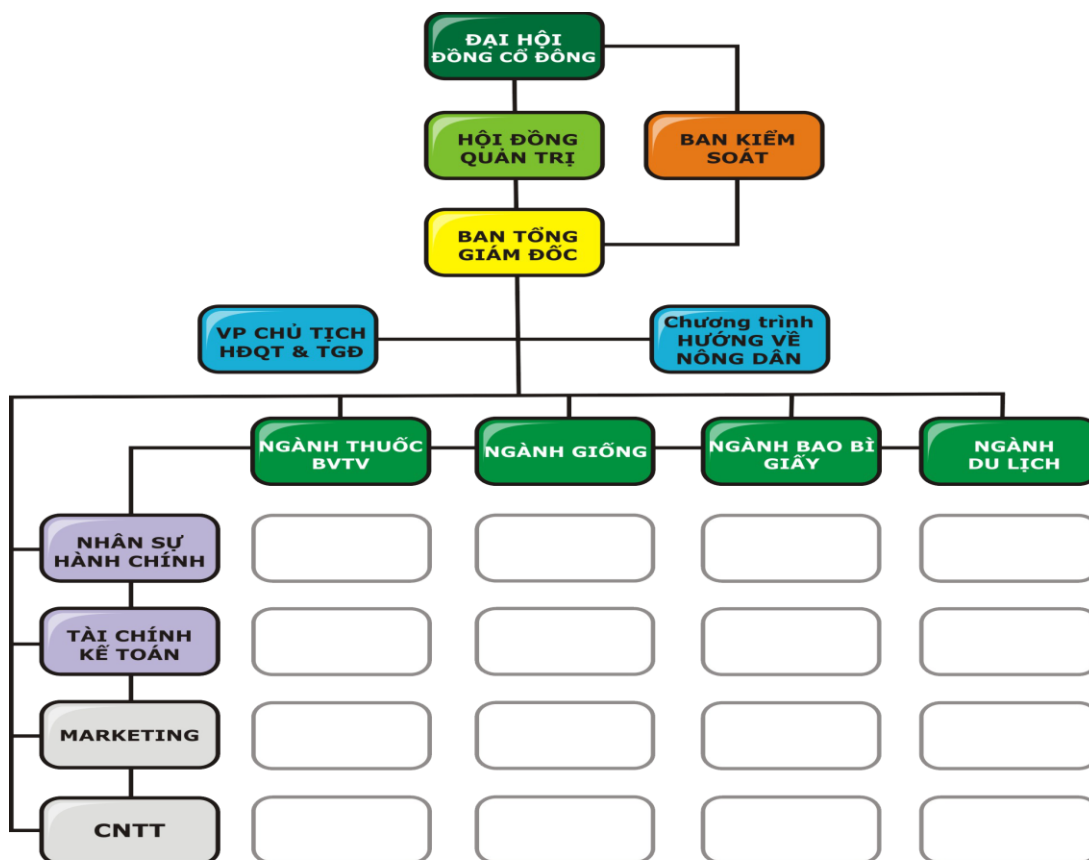 ĐẠI HỘI
ĐỒNG CỔ ĐÔNG
HỘI ĐỒNG
QUẢN TRỊ
BAN KIỂM
SOÁT
BAN TỔNG
GIÁM ĐỐC
VP CHỦ TỊCH
HĐQT & TGĐ
Chương trình
HƯỚNG VỀ
NÔNG DÂN
NGÀNH THUỐC
BVTV
NGÀNH GIỐNG
NGÀNH BAO BÌ
GIẤY
NGÀNH
DU LỊCH
NHÂN SỰ
HÀNH CHÍNH
TÀI CHÍNH
KẾ TOÁN
MARKETING
CNTT